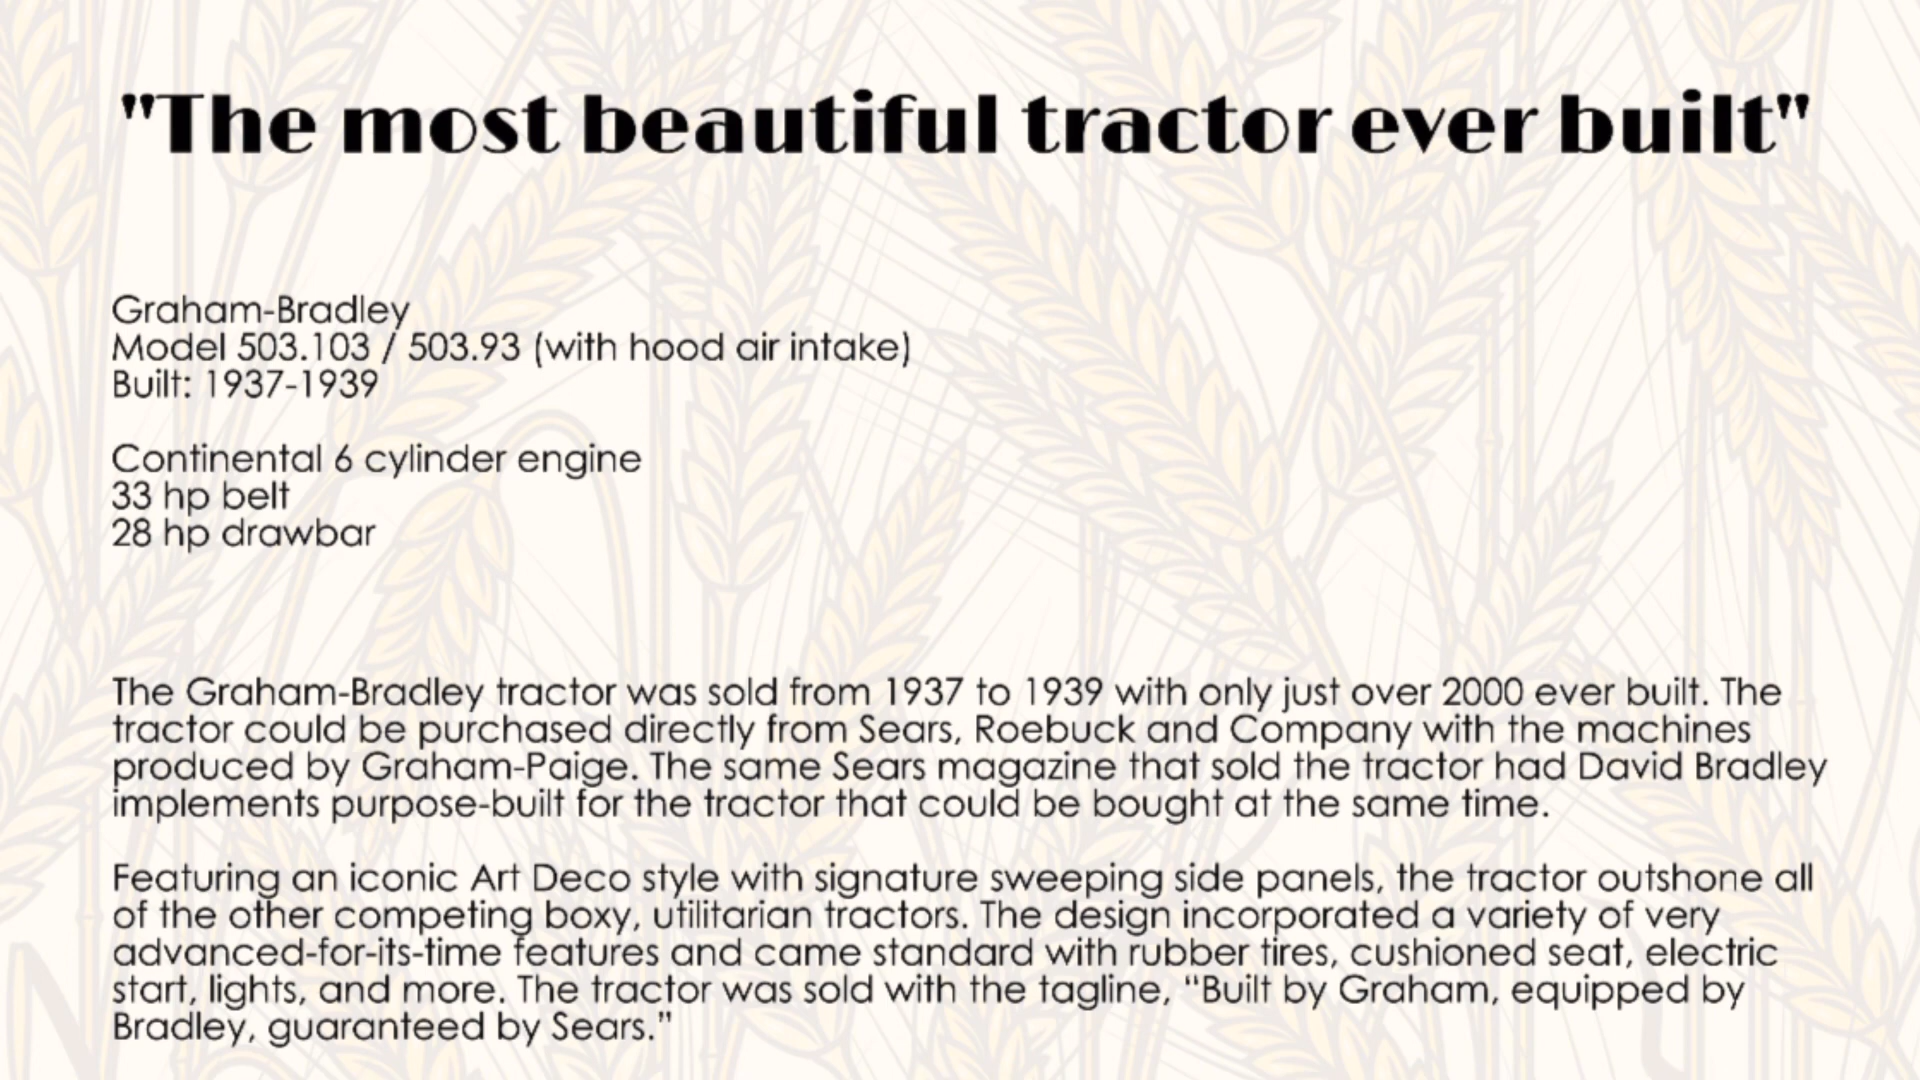 "The most beautiful tractor ever built"
Graham-Bradley
Model 503.103 / 503.93 (with hood air intake)
Built: 1937-1939
Continental 6 cylinder engine
33 hp belt
28 hp drawbar
The Graham-Bradley tractor was sold from 1937 to 1939 with only just over 2000 ever built. The
tractor could be purchased directly from Sears, Roebuck and Company with the machines
produced by Graham-Paige. The same Sears magazine that sold the tractor had David Bradley
implements purpose-built for the tractor that could be bought at the same time.
Featuring an iconic Art Deco style with signature sweeping side panels, the tractor outshone all
of the other competing boxy, utilitarian tractors. The design incorporated a variety of very
advanced-for-its-time features and came standard with rubber tires, cushioned seat, electric
start, lights, and more. The tractor was sold with the tagline, “Built by Graham, equipped by
Bradley, guaranteed by Sears.”